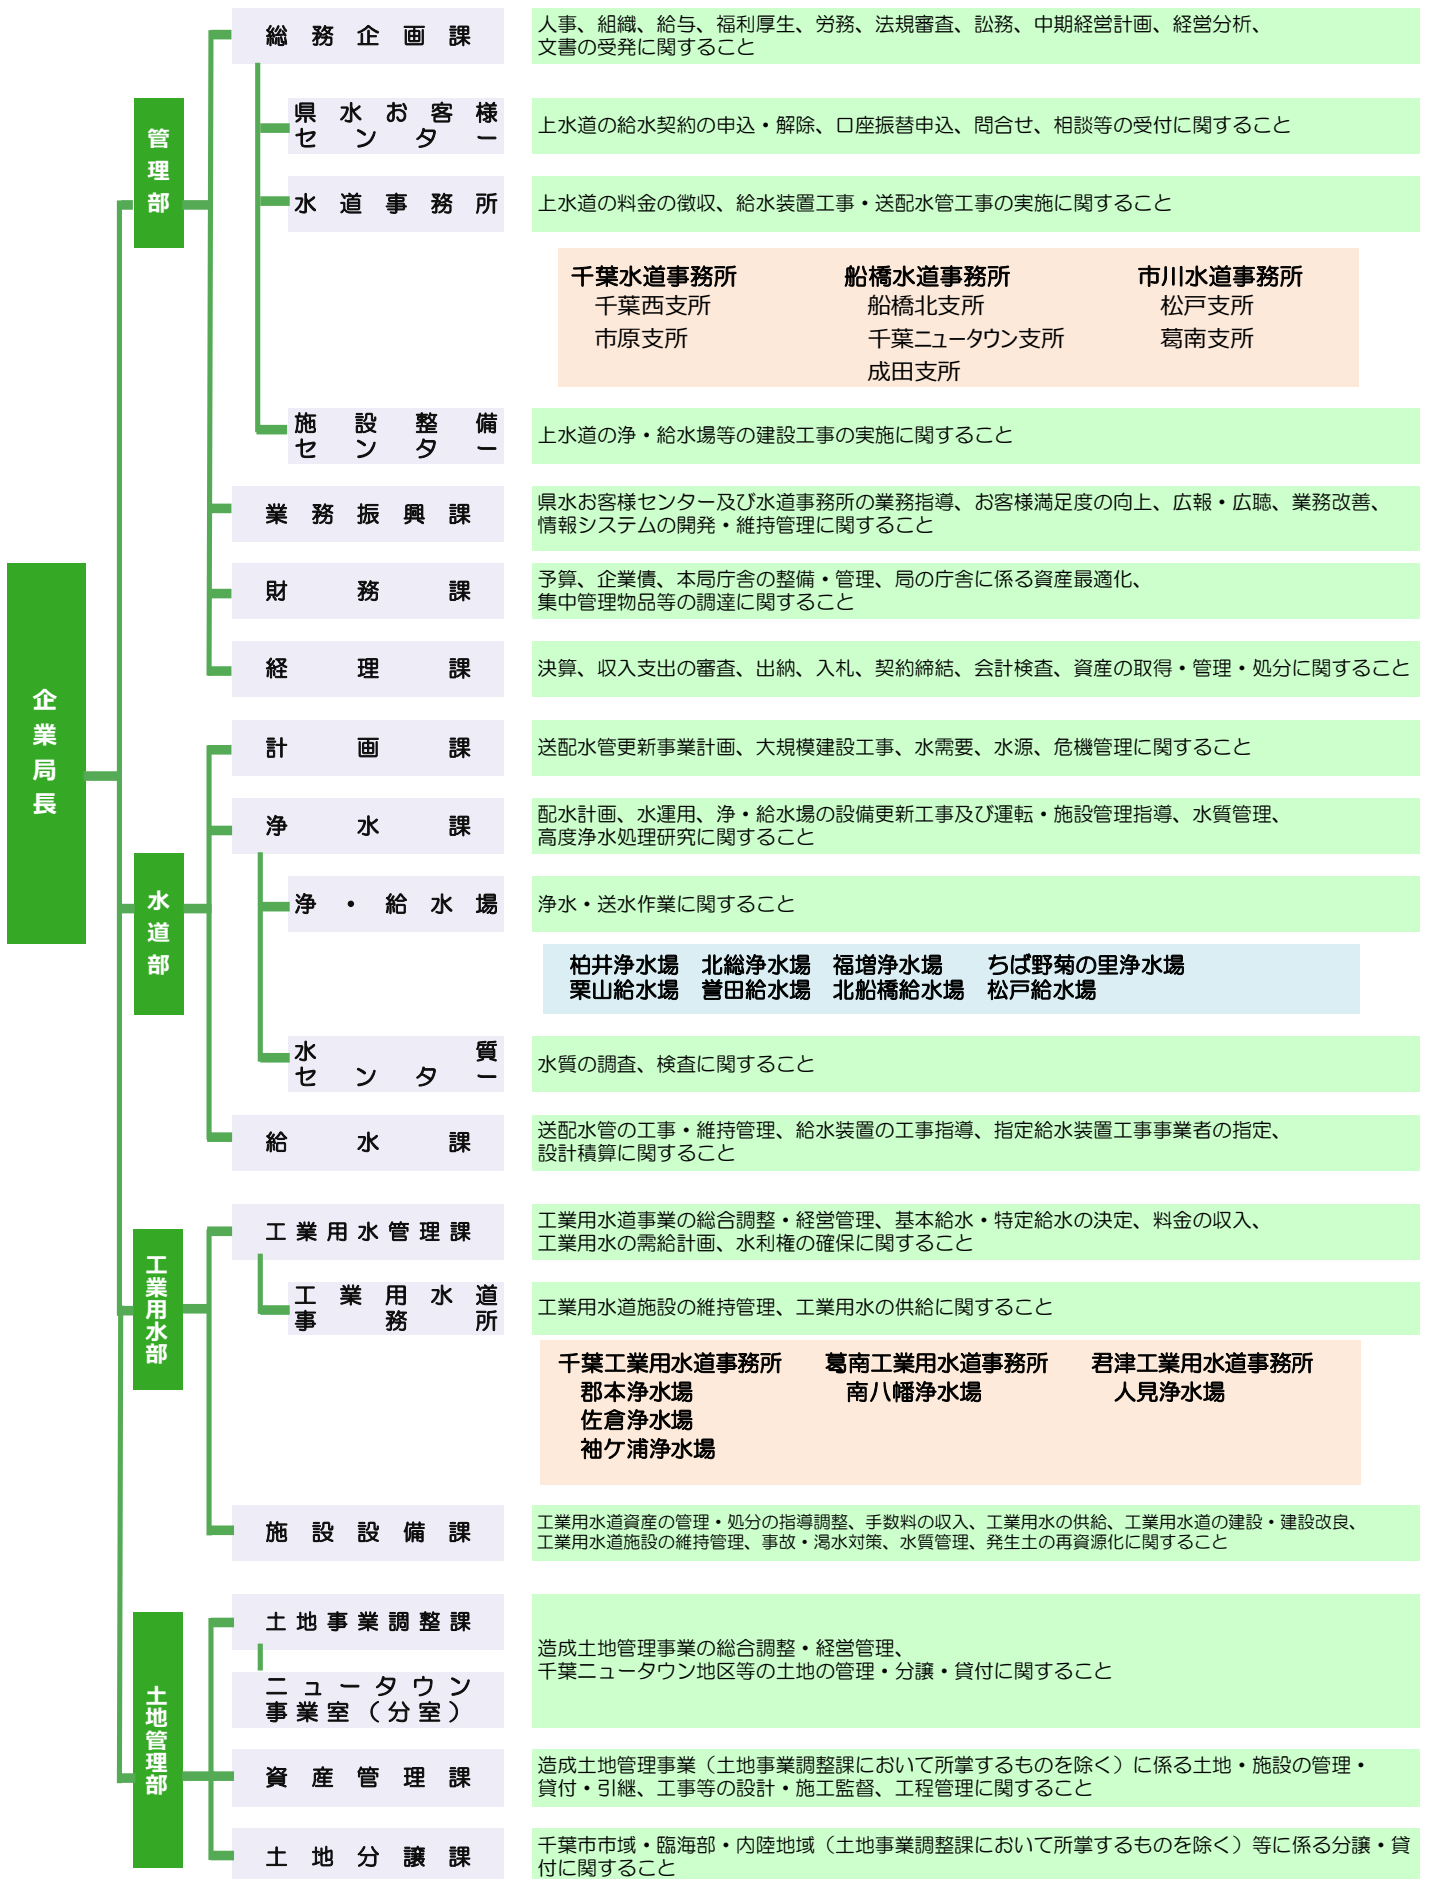 企業局長
管理部
総務企画課
人事、組織、給与、福利厚生、労務、法規審査、訟務、中期経営計画、経営分析、
文書の受発に関すること
県水お客様
センター
上水道の給水契約の申込・解除、口座振替申込、問合せ、相談等の受付に関すること
水道事務所
上水道の料金の徴収、給水装置工事・送配水管工事の実施に関すること
千葉水道事務所 船橋水道事務所 市川水道事務所
千葉西支所 船橋北支所 松戸支所
市原支所 千葉ニュータウン支所 葛南支所
成田支所
施設整備
センター
上水道の浄・給水場等の建設工事の実施に関すること
業務振興課
県水お客様センター及び水道事務所の業務指導、お客様満足度の向上、広報・広聴、業務改善、
情報システムの開発・維持管理に関すること
財務課
予算、企業債、本局庁舎の整備・管理、局の庁舎に係る資産最適化、
集中管理物品等の調達に関すること
経理課
決算、収入支出の審査、出納、入札、契約締結、会計検査、資産の取得・管理・処分に関すること
水道部
計画課
送配水管更新事業計画、大規模建設工事、水需要、水源、危機管理に関すること
浄水課
配水計画、水運用、浄・給水場の設備更新工事及び運転・施設管理指導、水質管理、
高度浄水処理研究に関すること
浄・給水場
浄水・送水作業に関すること
柏井浄水場 北総浄水場 福増浄水場 ちば野菊の里浄水場
栗山給水場 誉田給水場 北船橋給水場 松戸給水場
水質
センター
水質の調査、検査に関すること
給水課
送配水管の工事・維持管理、給水装置の工事指導、指定給水装置工事事業者の指定、
設計積算に関すること
工業用水部
工業用水管理課
工業用水道事業の総合調整・経営管理、基本給水・特定給水の決定、料金の収入、
工業用水の需給計画、水利権の確保に関すること
工業用水道
事務所
工業用水道施設の維持管理、工業用水の供給に関すること
千葉工業用水道事務所 葛南工業用水道事務所 君津工業用水道事務所
郡本浄水場 南八幡浄水場 人見浄水場
佐倉浄水場
袖ケ浦浄水場
施設設備課
工業用水道資産の管理・処分の指導調整、手数料の収入、工業用水の供給、工業用水道の建設・建設改良、
工業用水道施設の維持管理、事故・渇水対策、水質管理、発生土の再資源化に関すること
土地管理部
土地事業調整課
ニュータウン
事業室（分室）
造成土地管理事業の総合調整・経営管理、
千葉ニュータウン地区等の土地の管理・分譲・貸付に関すること
資産管理課
造成土地管理事業（土地事業調整課において所掌するものを除く）に係る土地・施設の管理・
貸付・引継、工事等の設計・施工監督、工程管理に関すること
土地分譲課
千葉市市域・臨海部・内陸地域（土地事業調整課において所掌するものを除く）等に係る分譲・貸
付に関すること